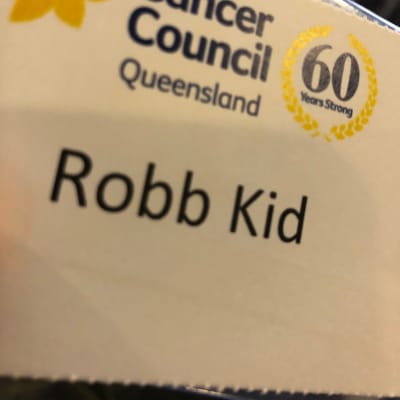 Cancer
Council
Queensland
60
Years Strong
Robb Kid